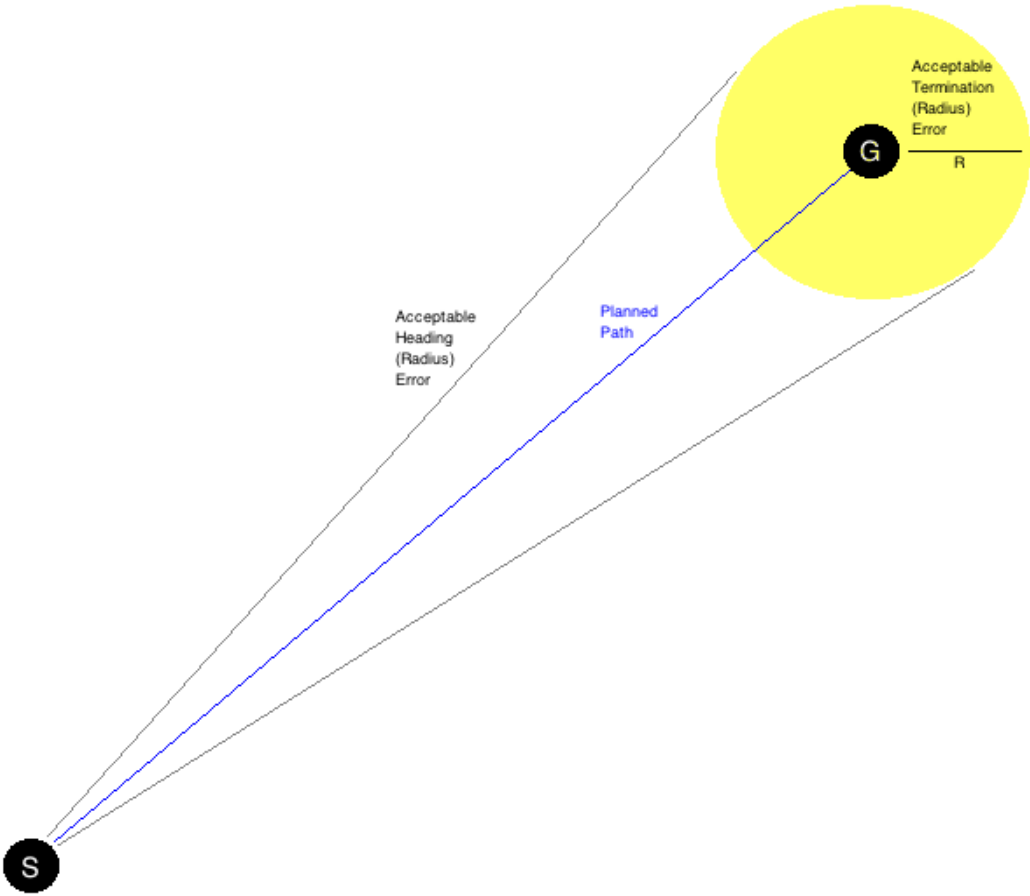 Acceptable
Termination
(Radius)
Error
G
R
Acceptable
Heading
(Radius)
Error
Planned
Path
S